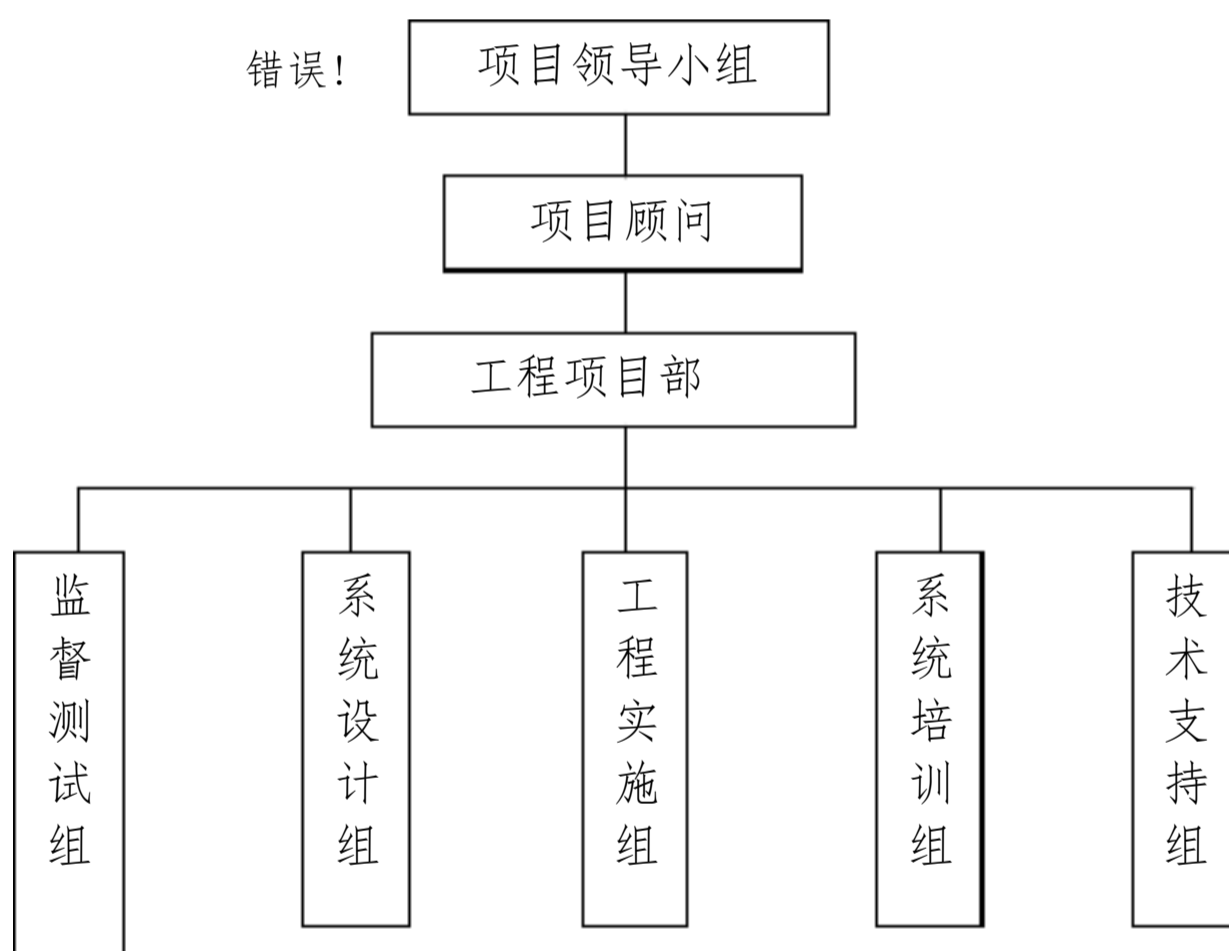 错误!
项目领导小组
项目顾问
工程项目部
监督测试组
系统设计组
工程实施组
系统培训组
技术支持组